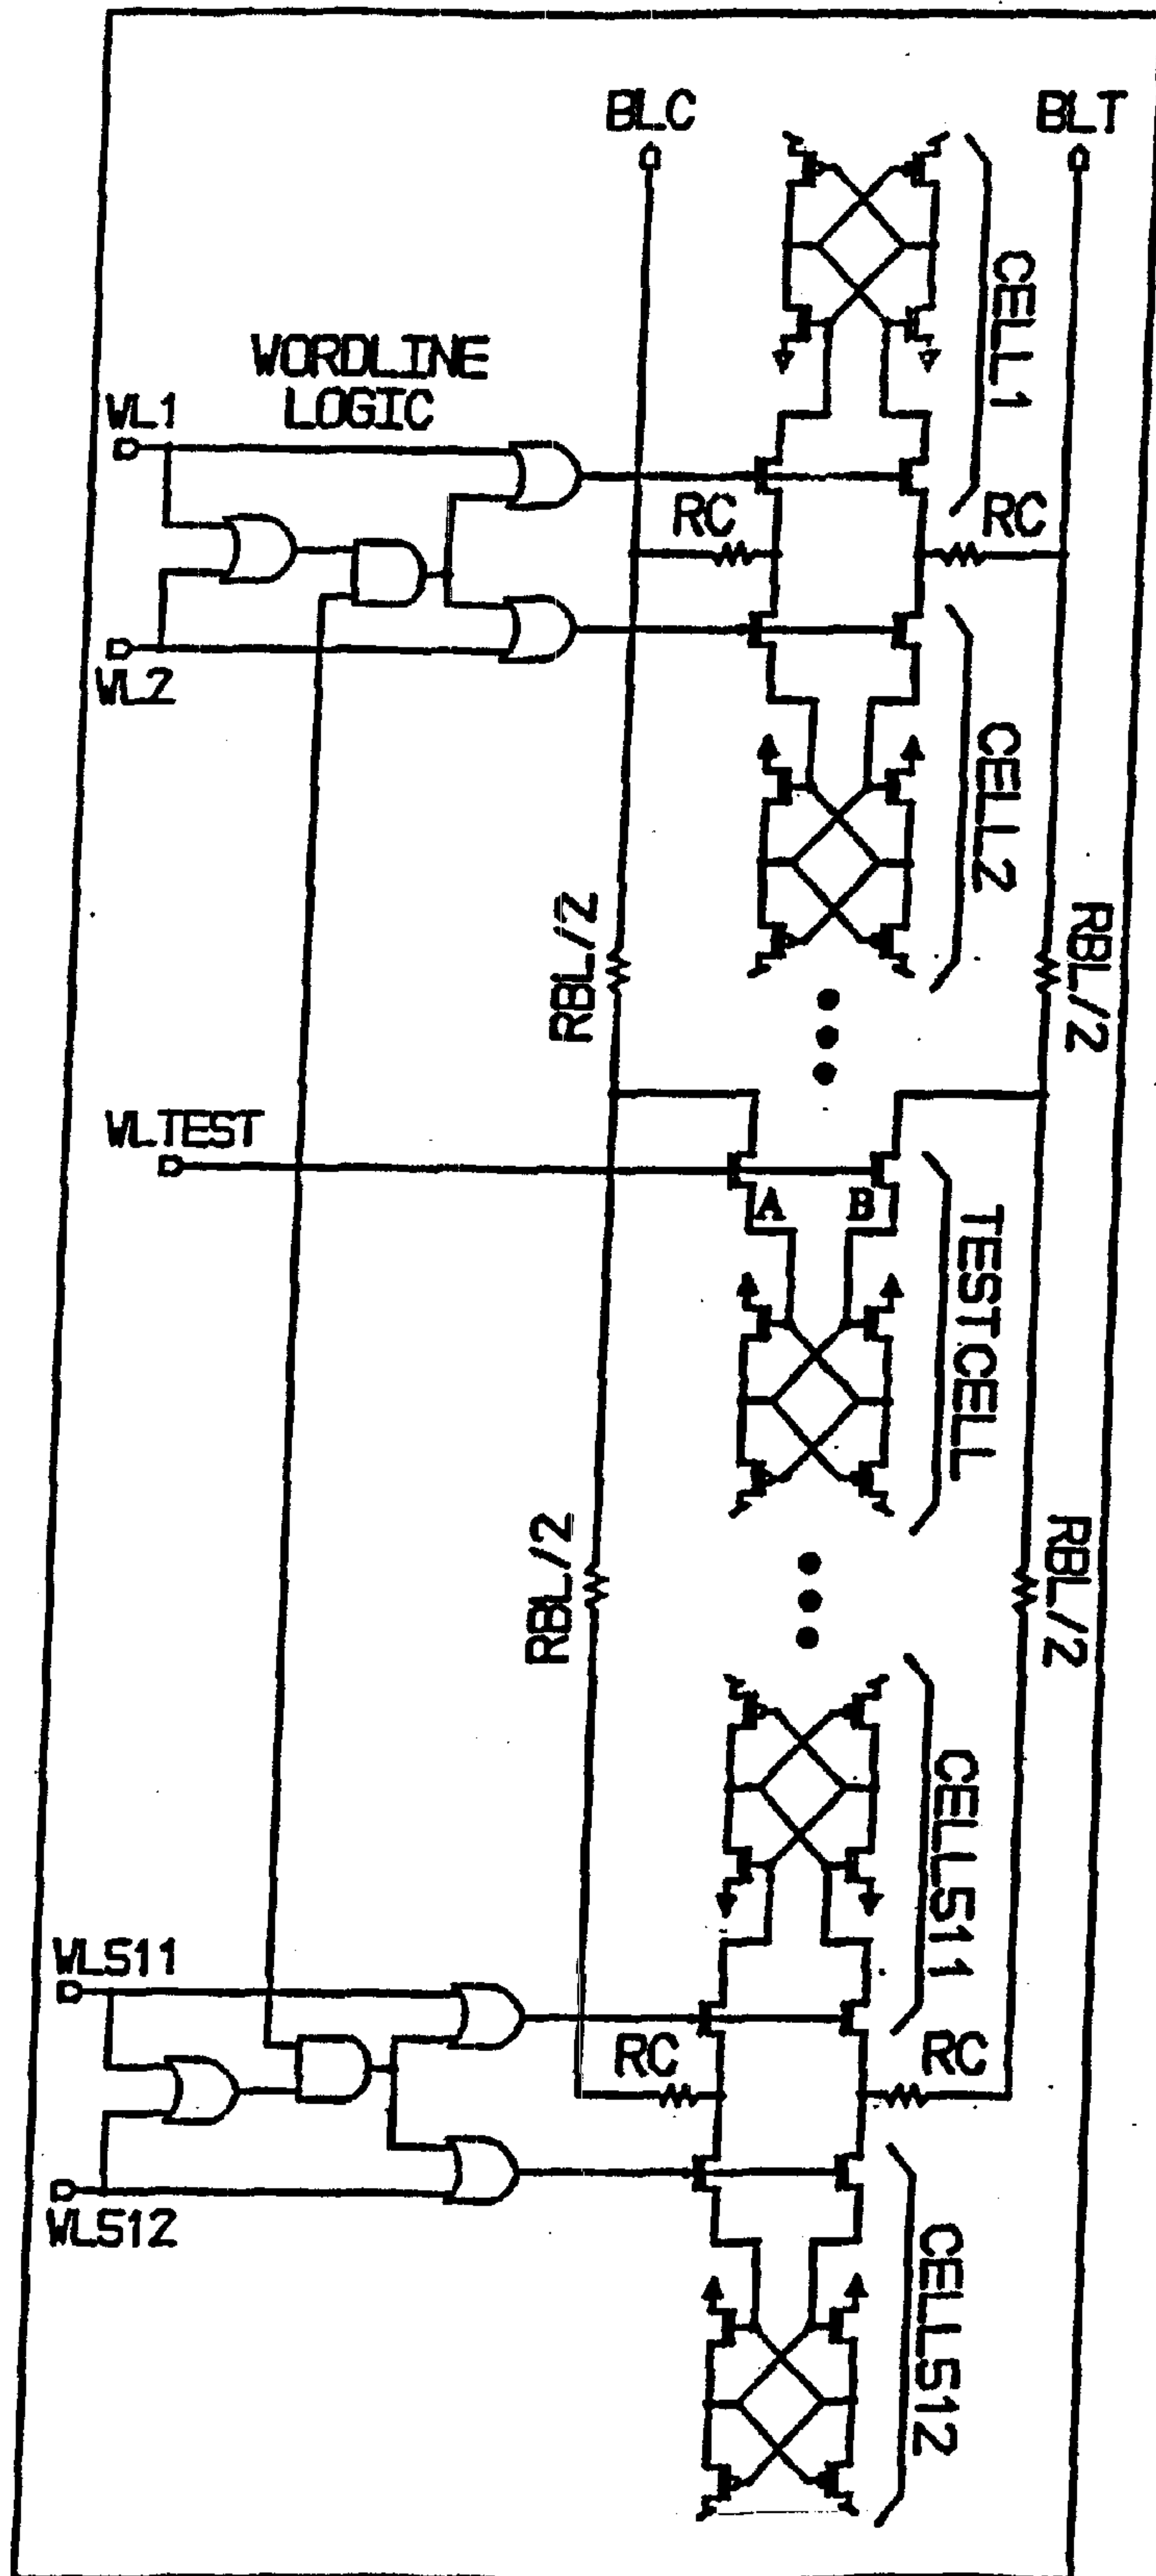 BLC
BLT
CELL1
WORDLINE
LOGIC
WL1
RC
RC
WL2
CELL2
RBL/2
RBL/2
WLTEST
A
B
TESTCELL
RBL/2
RBL/2
CELL511
WL511
RC
RC
WL512
CELL512